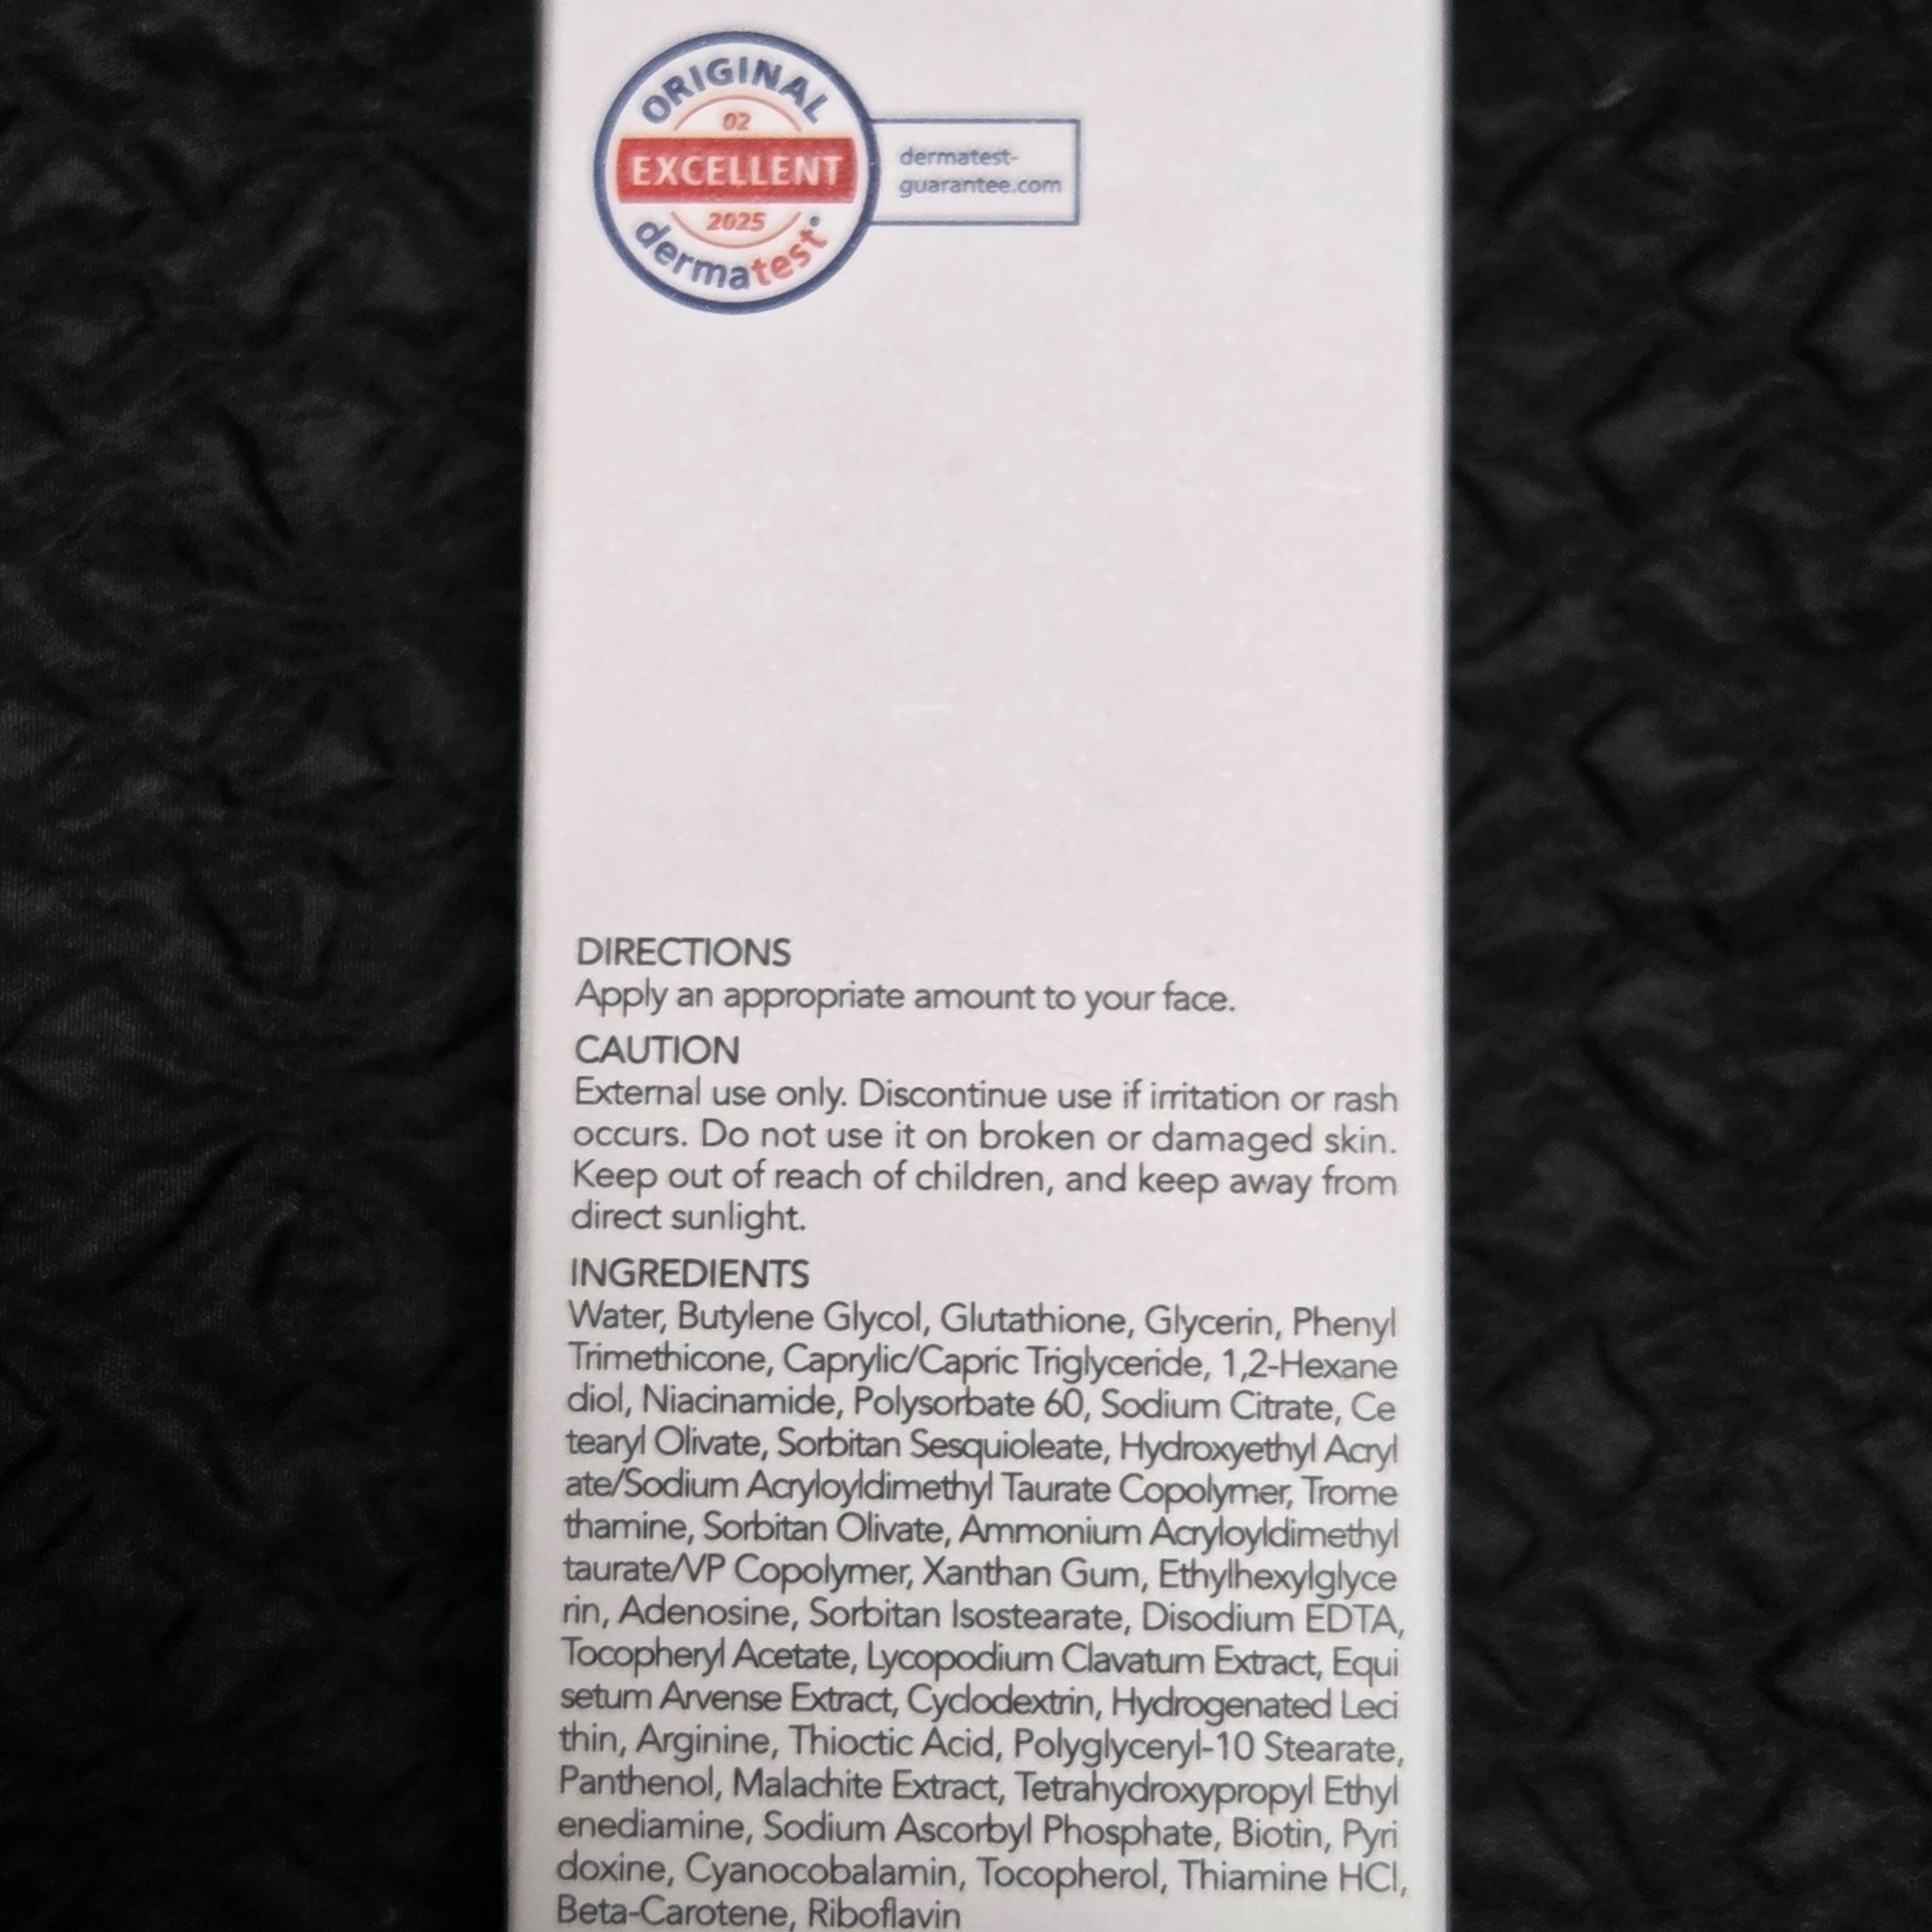 ORIGINAL
02
EXCELLENT
2025
dermatest®
dermatest-
guarantee.com
DIRECTIONS
Apply an appropriate amount to your face.
CAUTION
External use only. Discontinue use if irritation or rash
occurs. Do not use it on broken or damaged skin.
Keep out of reach of children, and keep away from
direct sunlight.
INGREDIENTS
Water, Butylene Glycol, Glutathione, Glycerin, Phenyl
Trimethicone, Caprylic/Capric Triglyceride, 1,2-Hexane
diol, Niacinamide, Polysorbate 60, Sodium Citrate, Ce
tearyl Olivate, Sorbitan Sesquioleate, Hydroxyethyl Acryl
ate/Sodium Acryloyldimethyl Taurate Copolymer, Trome
thamine, Sorbitan Olivate, Ammonium Acryloyldimethyl
taurate/VP Copolymer, Xanthan Gum, Ethylhexylglyce
rin, Adenosine, Sorbitan Isostearate, Disodium EDTA,
Tocopheryl Acetate, Lycopodium Clavatum Extract, Equi
setum Arvense Extract, Cyclodextrin, Hydrogenated Leci
thin, Arginine, Thioctic Acid, Polyglyceryl-10 Stearate,
Panthenol, Malachite Extract, Tetrahydroxypropyl Ethyl
enediamine, Sodium Ascorbyl Phosphate, Biotin, Pyri
doxine, Cyanocobalamin, Tocopherol, Thiamine HCl,
Beta-Carotene, Riboflavin